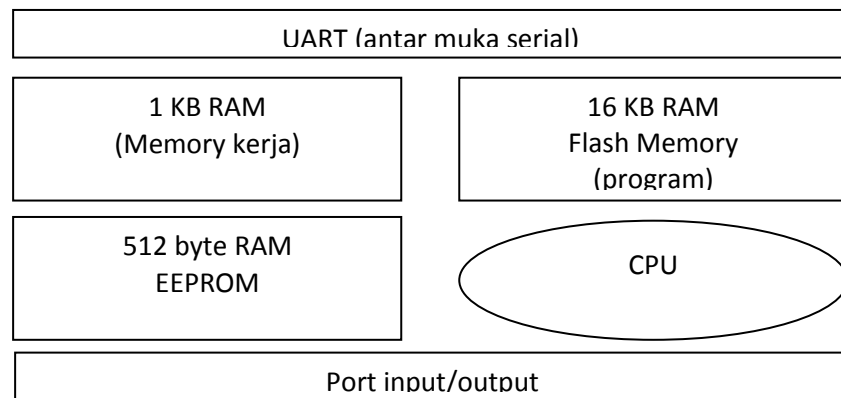 UART (antar muka serial)
1 KB RAM
(Memory kerja)
16 KB RAM
Flash Memory
(program)
512 byte RAM
EEPROM
CPU
Port input/output